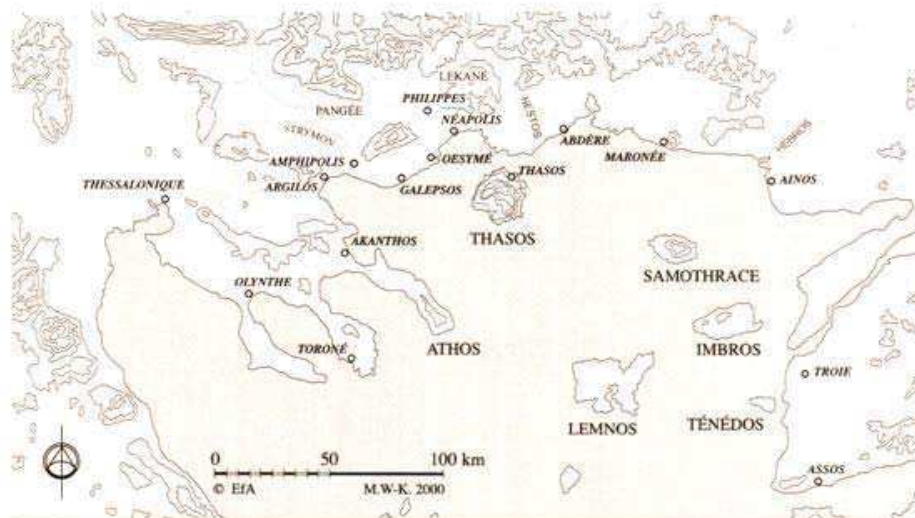 LEKANÉ
PHILIPPES
PANGÉE
NÉAPOLIS
NESTOS
STRYMON
ABDÈRE
HEBROS
AMPHIPOLIS
OESYMÉ
MARONÉE
THESSALONIQUE
ARGILOS
GALEPSOS
THASOS
AINOS
THASOS
AKANTHOS
SAMOTHRACE
OLYNTHE
TORONÉ
ATHOS
IMBROS
TROIE
LEMNOS
TÉNÉDOS
0 50 100 km
© EfA M.W-K. 2000
ASSOS